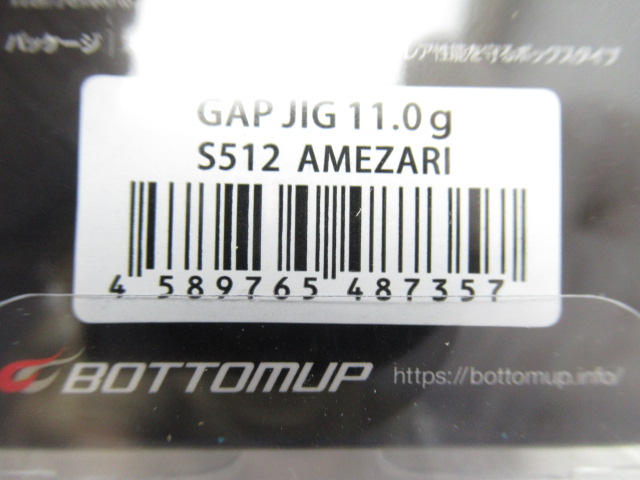 パッケージ
ア性能を守るボックスタイプ
GAP JIG 11.0g
S512 AMEZARI
4 589765 487357
BOTTOMUP https://bottomup.info/